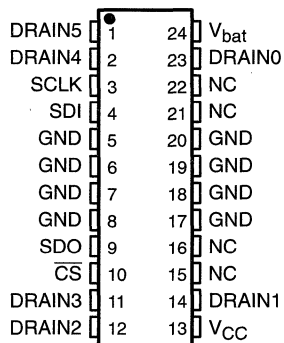 DRAIN5 1 24 Vbat
DRAIN4 2 23 DRAIN0
SCLK 3 22 NC
SDI 4 21 NC
GND 5 20 GND
GND 6 19 GND
GND 7 18 GND
GND 8 17 GND
SDO 9 16 NC
C̅S̅ 10 15 NC
DRAIN3 11 14 DRAIN1
DRAIN2 12 13 VCC